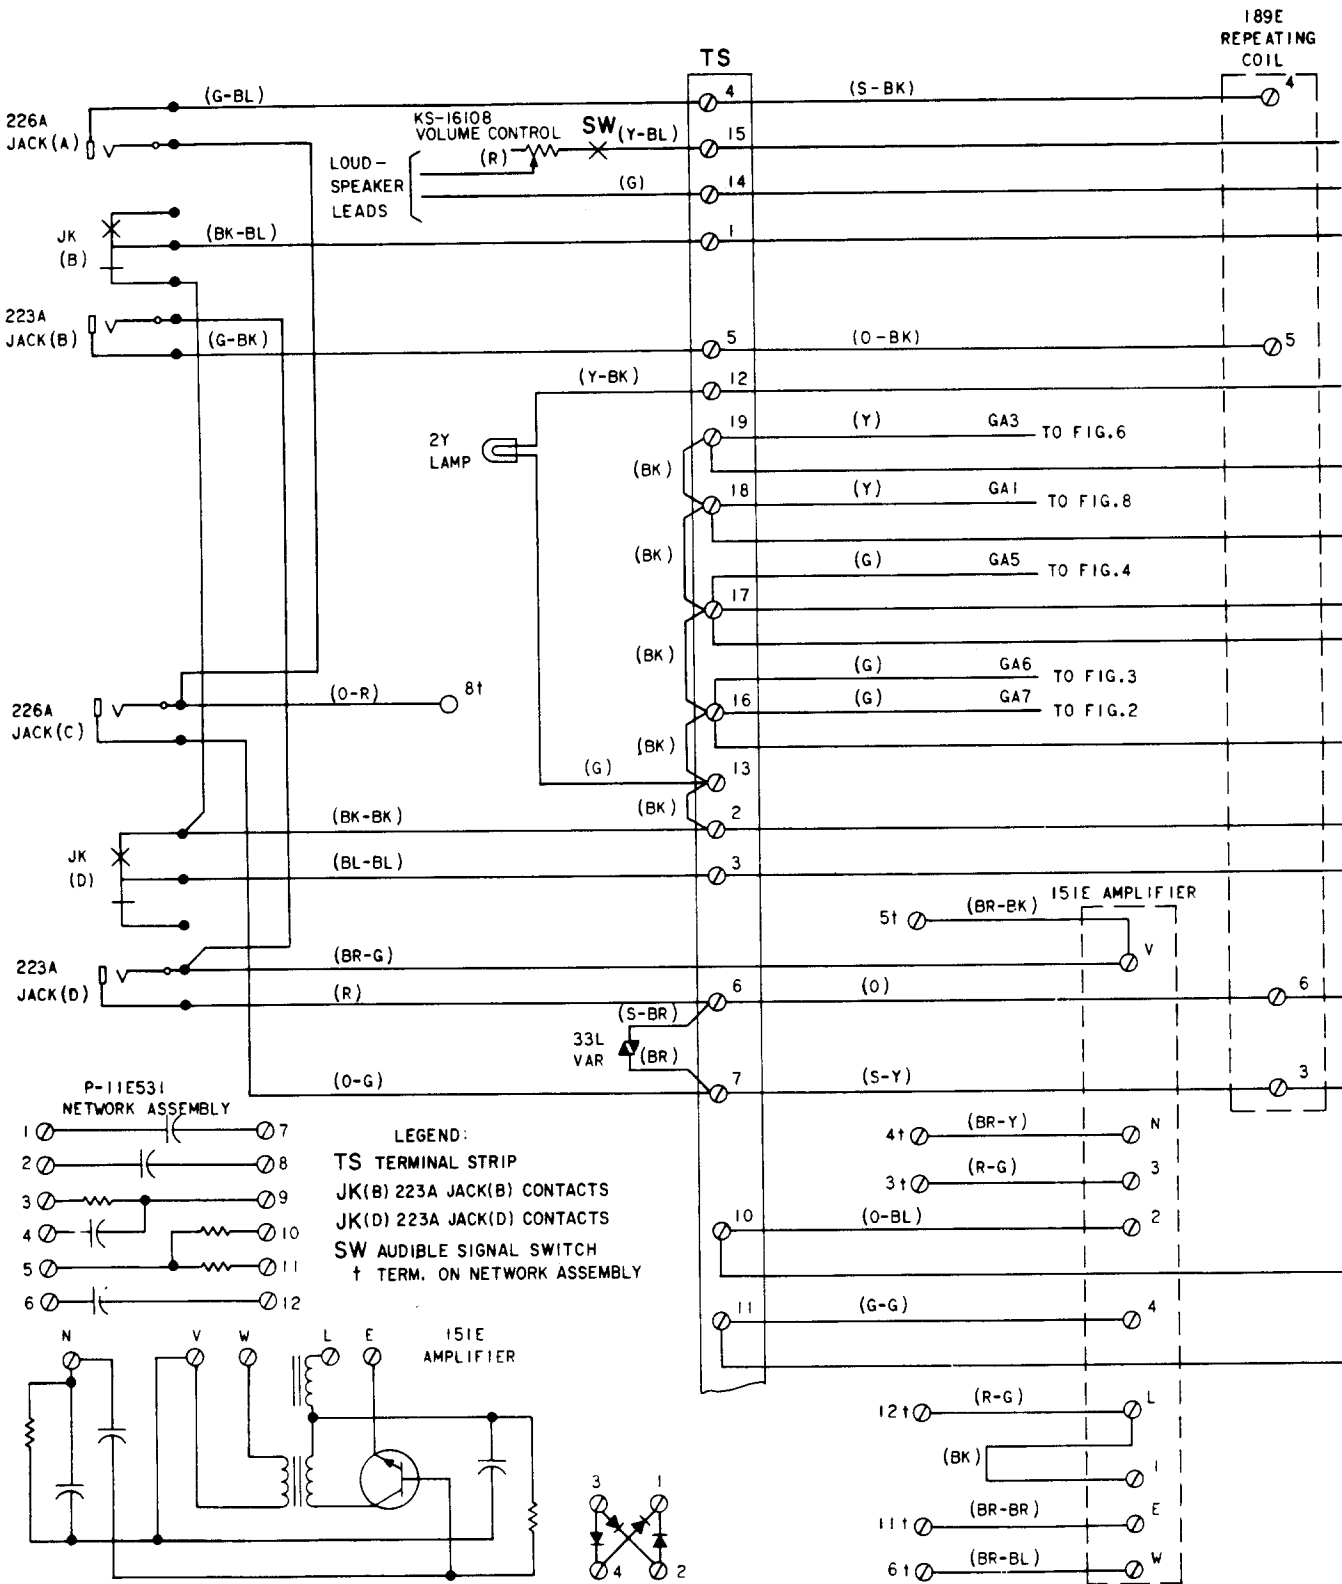 189E
REPEATING
COIL
TS
(G-BL)
4
(S-BK)
4
226A
JACK(A)
KS-16108
VOLUME CONTROL
SW
(Y-BL)
15
(R)
LOUD-
SPEAKER
LEADS
(G)
14
JK
(B)
(BK-BL)
1
223A
JACK(B)
(G-BK)
5
(O-BK)
5
(Y-BK)
12
2Y
LAMP
19
(Y)
GA3
TO FIG.6
(BK)
18
(Y)
GA1
TO FIG.8
(BK)
(G)
GA5
TO FIG.4
17
(BK)
(G)
GA6
TO FIG.3
226A
JACK(C)
(O-R)
8†
16
(G)
GA7
TO FIG.2
(BK)
(G)
13
(BK)
(BK-BK)
2
JK
(D)
(BL-BL)
3
151E AMPLIFIER
5†
(BR-BK)
V
223A
JACK(D)
(BR-G)
(R)
6
(O)
6
(S-BR)
33L
VAR
(BR)
(O-G)
7
(S-Y)
3
P-11E531
NETWORK ASSEMBLY
1
7
2
8
3
9
4
10
5
11
6
12
LEGEND:
TS TERMINAL STRIP
JK(B) 223A JACK(B) CONTACTS
JK(D) 223A JACK(D) CONTACTS
SW AUDIBLE SIGNAL SWITCH
† TERM. ON NETWORK ASSEMBLY
4†
(BR-Y)
N
3†
(R-G)
3
10
(O-BL)
2
11
(G-G)
4
N
V
W
L
E
151E
AMPLIFIER
12†
(R-G)
L
(BK)
1
3
1
4
2
11†
(BR-BR)
E
6†
(BR-BL)
W